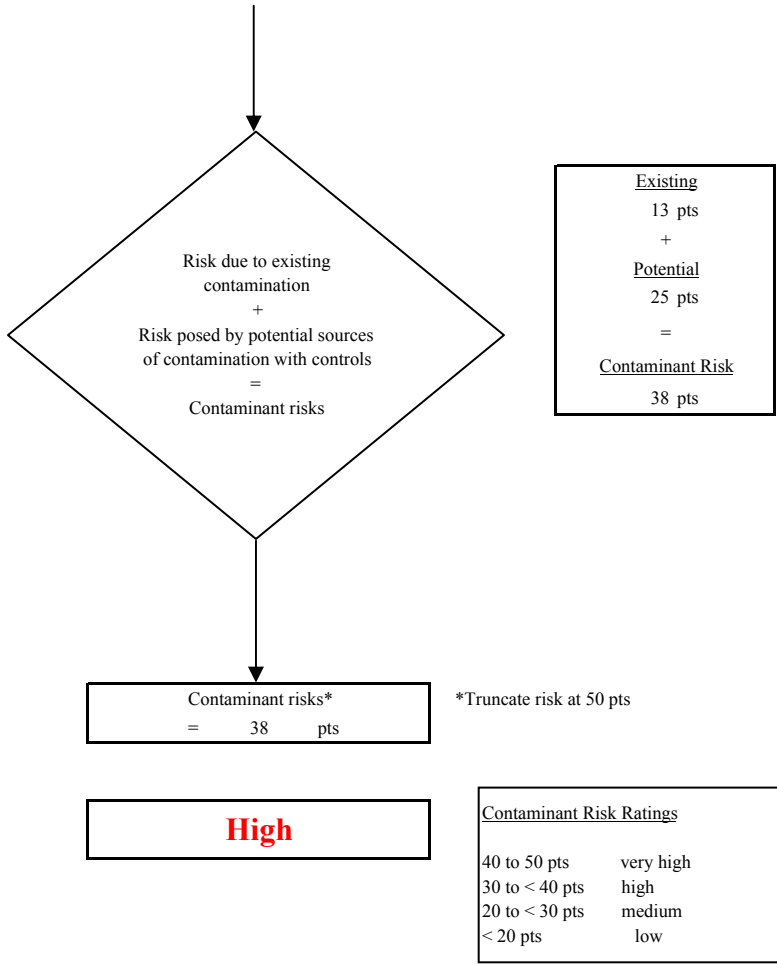 Risk due to existing
contamination
+
Risk posed by potential sources
of contamination with controls
=
Contaminant risks
Existing
13 pts
+
Potential
25 pts
=
Contaminant Risk
38 pts
Contaminant risks*
= 38 pts
*Truncate risk at 50 pts
High
Contaminant Risk Ratings
40 to 50 pts very high
30 to < 40 pts high
20 to < 30 pts medium
< 20 pts low